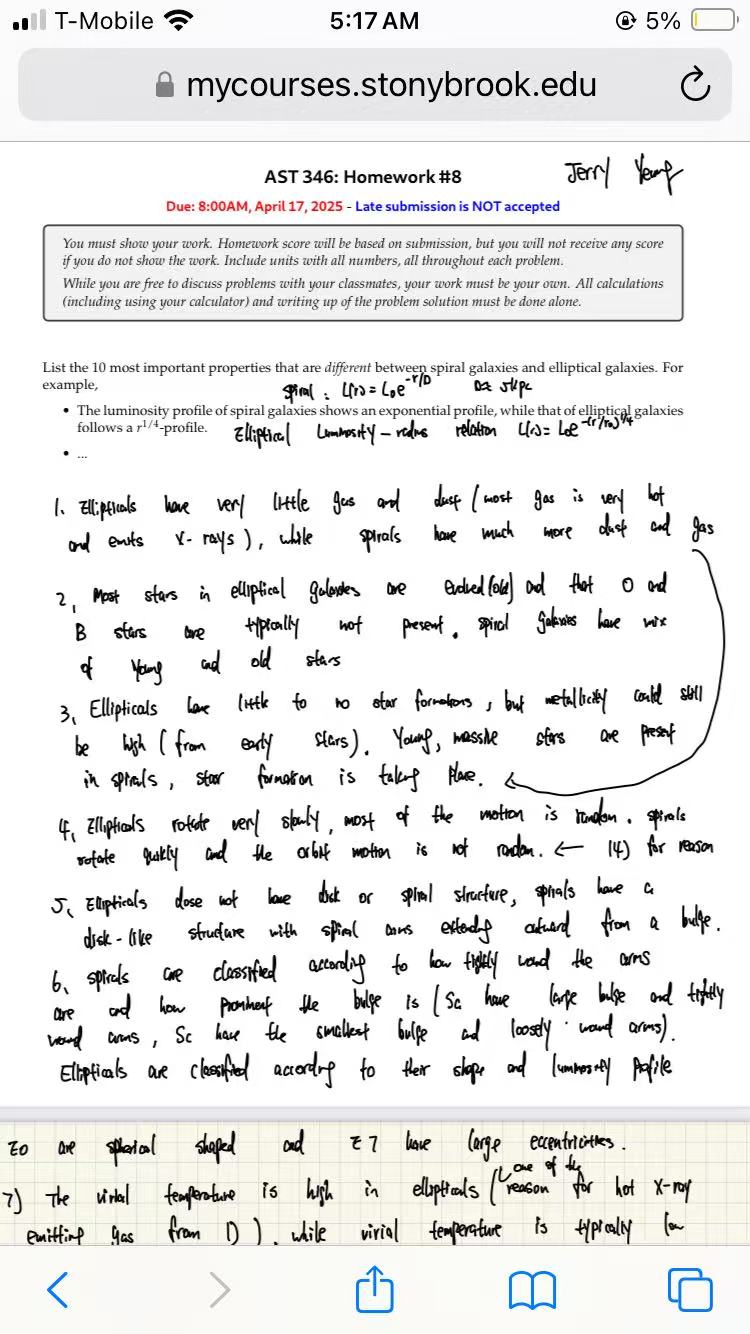 T-Mobile 5:17 AM 5%
mycourses.stonybrook.edu
Jerry
AST 346: Homework #8
Due: 8:00AM, April 17, 2025 - Late submission is NOT accepted
You must show your work. Homework score will be based on submission, but you will not receive any score
if you do not show the work. Include units with all numbers, all throughout each problem.
While you are free to discuss problems with your classmates, your work must be your own. All calculations
(including using your calculator) and writing up of the problem solution must be done alone.
List the 10 most important properties that are different between spiral galaxies and elliptical galaxies. For
example,
spiral : L(r) = L₀e^-r/D D=
• The luminosity profile of spiral galaxies shows an exponential profile, while that of elliptical galaxies
follows a r^1/4-profile.
Elliptical Luminosity - radius relation L(r) = L₀e^-(r/r₀)^1/4
• ...
1. Ellipticals have very little gas and dust (most gas is very hot
and emits X-rays), while spirals have much more dust and gas
2, Most stars in elliptical galaxies are evolved (old) and that O and
B stars are typically not present. spiral galaxies have mix
of young and old stars
3, Ellipticals have little to no star formations, but metallicity could still
be high (from early stars). Young, massive stars are present
in spirals, star formation is taking place.
4, Ellipticals rotate very slowly, most of the motion is random. spirals
rotate quikly and the orbit motion is not random. ← 14) for reason
5, Ellipticals dose not have disk or spiral structure, spirals have a
disk-like structure with spiral arms extending outward from a bulge.
6, spirals are classified according to how tightly wond the arms
are and how prominent the bulge is (Sa have large bulge and tightly
wond arms, Sc have the smallest bulge and loosely wond arms).
Ellipticals are classified according to their shape and luminosity Profile
E0 are spherical shaped and E7 have large eccentricities.
7) The virial temperature is high in ellipticals (one of the reason for hot X-ray
emitting gas from 1)), while virial temperature is typically low